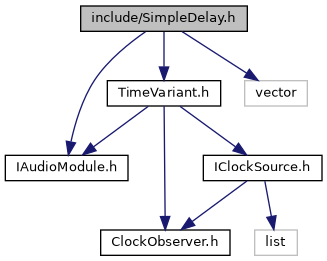 include/SimpleDelay.h
TimeVariant.h
vector
IAudioModule.h
IClockSource.h
ClockObserver.h
list